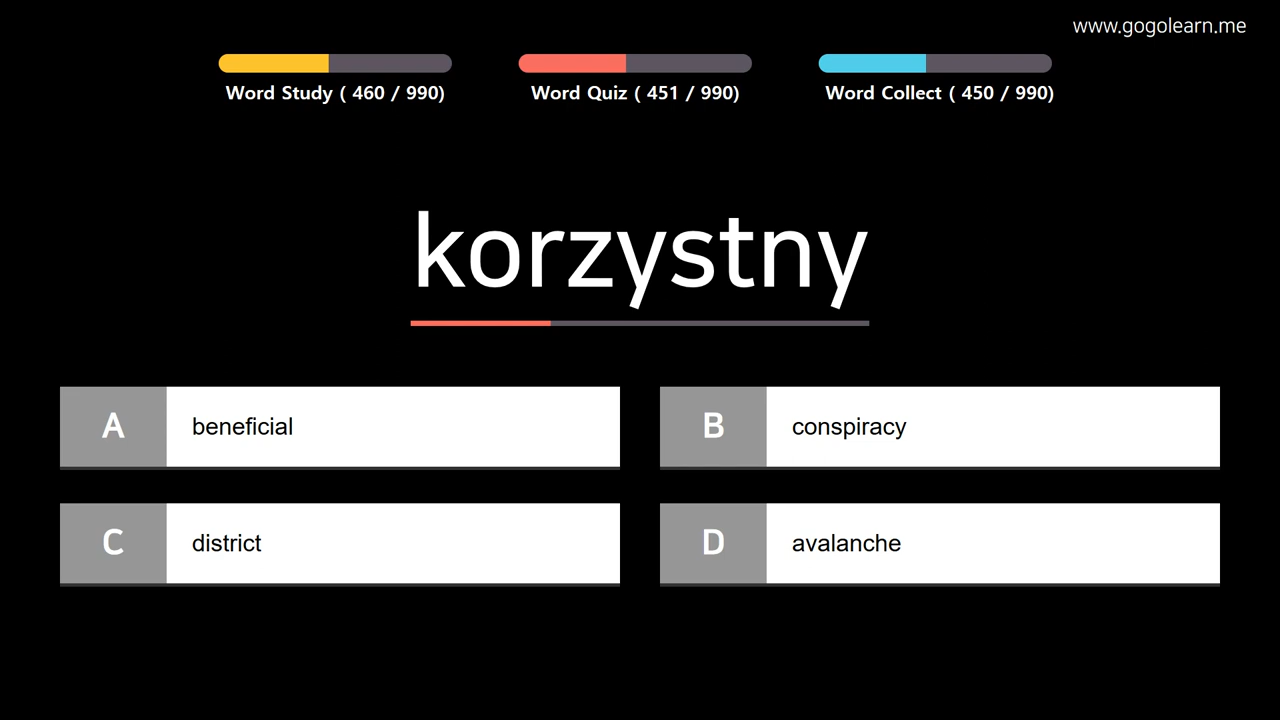 www.gogolearn.me
Word Study ( 460 / 990)
Word Quiz ( 451 / 990)
Word Collect ( 450 / 990)
korzystny
A beneficial
B conspiracy
C district
D avalanche